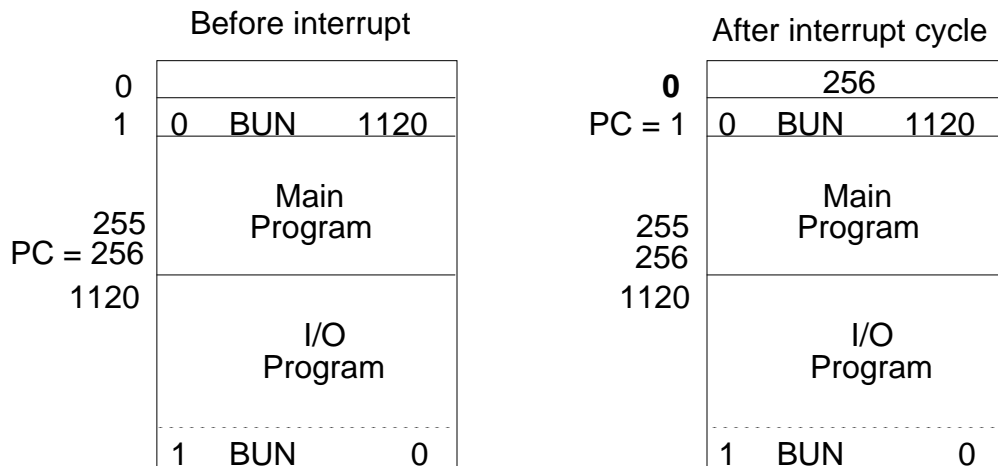 Before interrupt
0
1 0 BUN 1120
Main
Program
255
PC = 256
1120
I/O
Program
1 BUN 0
After interrupt cycle
0 256
PC = 1 0 BUN 1120
Main
Program
255
256
1120
I/O
Program
1 BUN 0